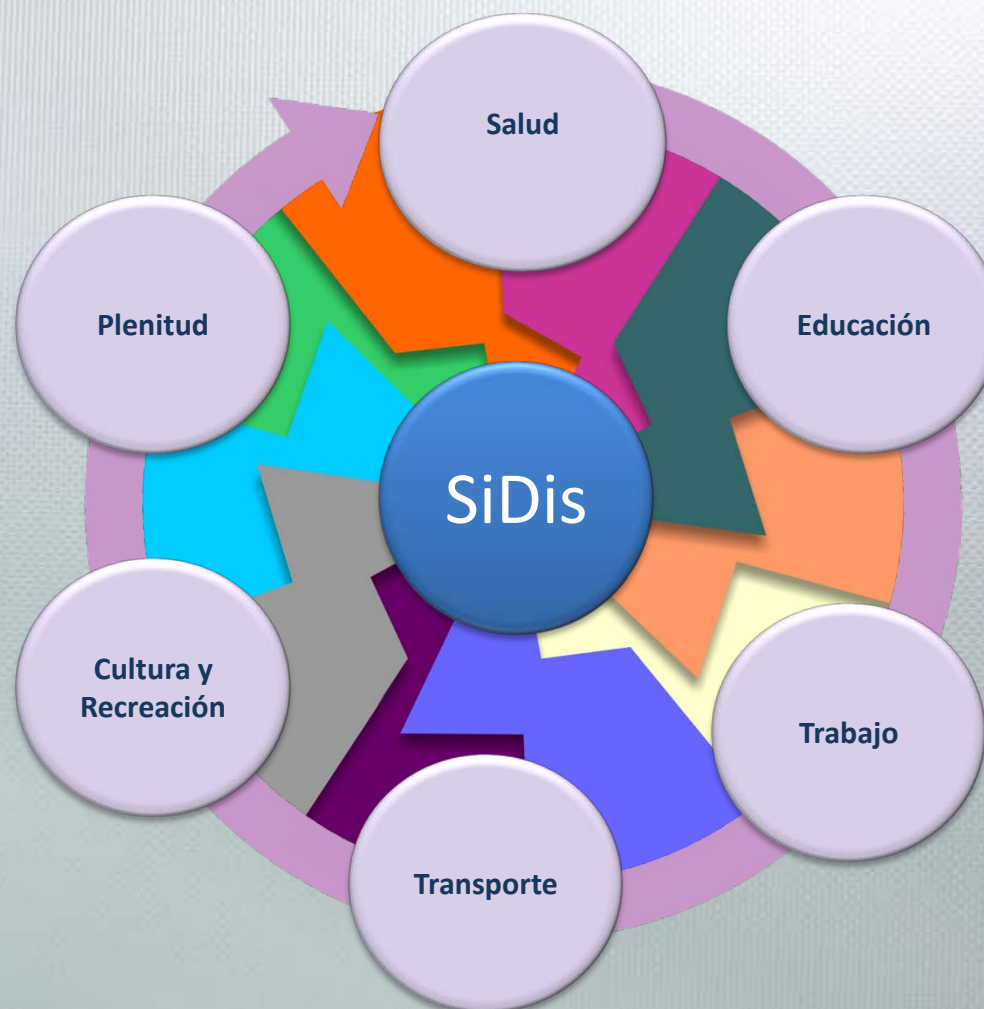 Salud
Plenitud
Educación
SiDis
Cultura y
Recreación
Trabajo
Transporte